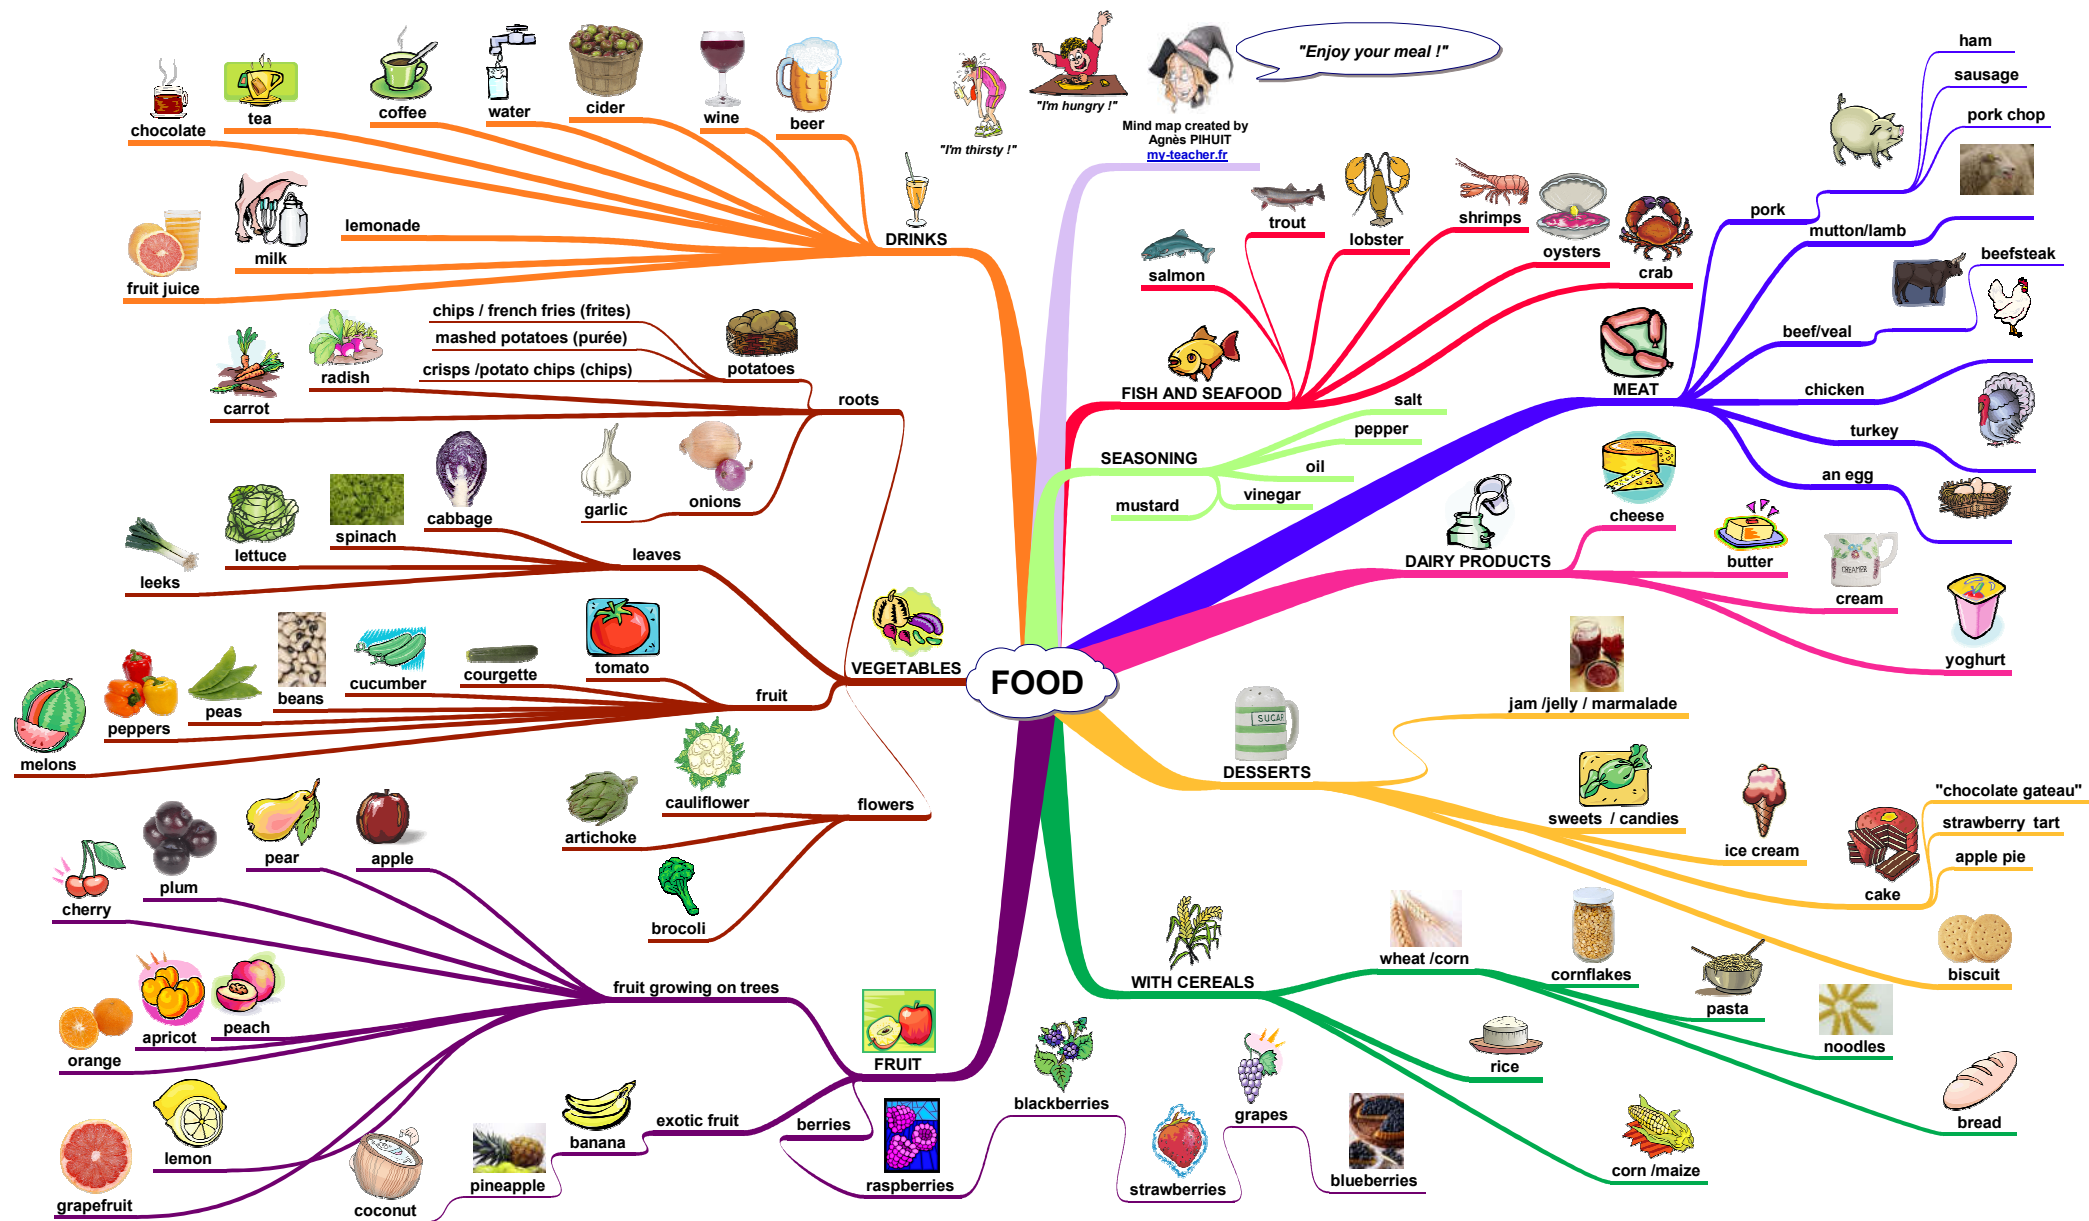 "Enjoy your meal !"
"I'm hungry !"
"I'm thirsty !"
Mind map created by
Agnès PIHUIT
my-teacher.fr
FOOD
DRINKS
chocolate
tea
coffee
water
cider
wine
beer
lemonade
milk
fruit juice
VEGETABLES
roots
potatoes
chips / french fries (frites)
mashed potatoes (purée)
crisps /potato chips (chips)
radish
carrot
onions
garlic
leaves
cabbage
spinach
lettuce
leeks
fruit
tomato
courgette
cucumber
beans
peas
peppers
melons
flowers
cauliflower
artichoke
brocoli
FRUIT
fruit growing on trees
apple
pear
plum
cherry
peach
apricot
orange
lemon
grapefruit
exotic fruit
banana
pineapple
coconut
berries
raspberries
blackberries
strawberries
grapes
blueberries
FISH AND SEAFOOD
salmon
trout
lobster
shrimps
oysters
crab
SEASONING
salt
pepper
oil
vinegar
mustard
MEAT
pork
ham
sausage
pork chop
mutton/lamb
beef/veal
beefsteak
chicken
turkey
an egg
DAIRY PRODUCTS
cheese
butter
cream
CREAMER
yoghurt
DESSERTS
SUGAR
jam /jelly / marmalade
sweets / candies
ice cream
cake
"chocolate gateau"
strawberry tart
apple pie
biscuit
WITH CEREALS
wheat /corn
cornflakes
pasta
noodles
bread
rice
corn /maize